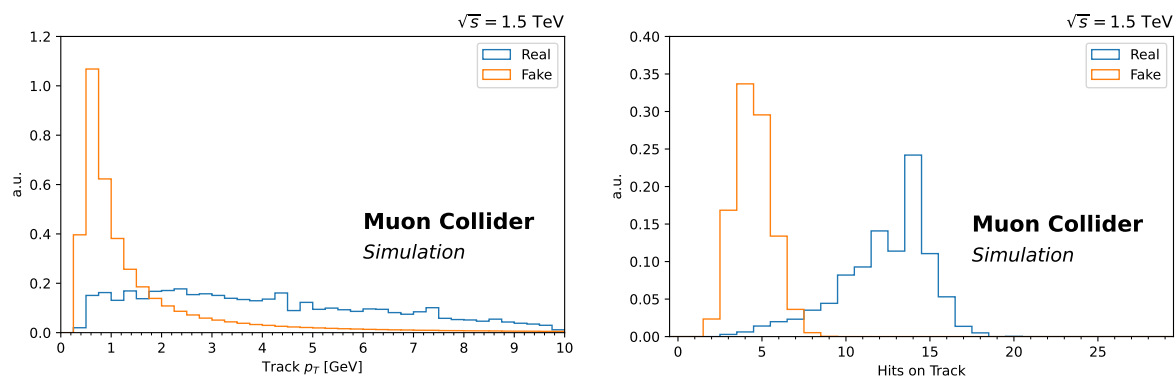 √s = 1.5 TeV
1.2
1.0
0.8
0.6
0.4
0.2
0.0
a.u.
Real
Fake
Muon Collider
Simulation
0 1 2 3 4 5 6 7 8 9 10
Track pT [GeV]
√s = 1.5 TeV
0.40
0.35
0.30
0.25
0.20
0.15
0.10
0.05
0.00
a.u.
Real
Fake
Muon Collider
Simulation
0 5 10 15 20 25
Hits on Track